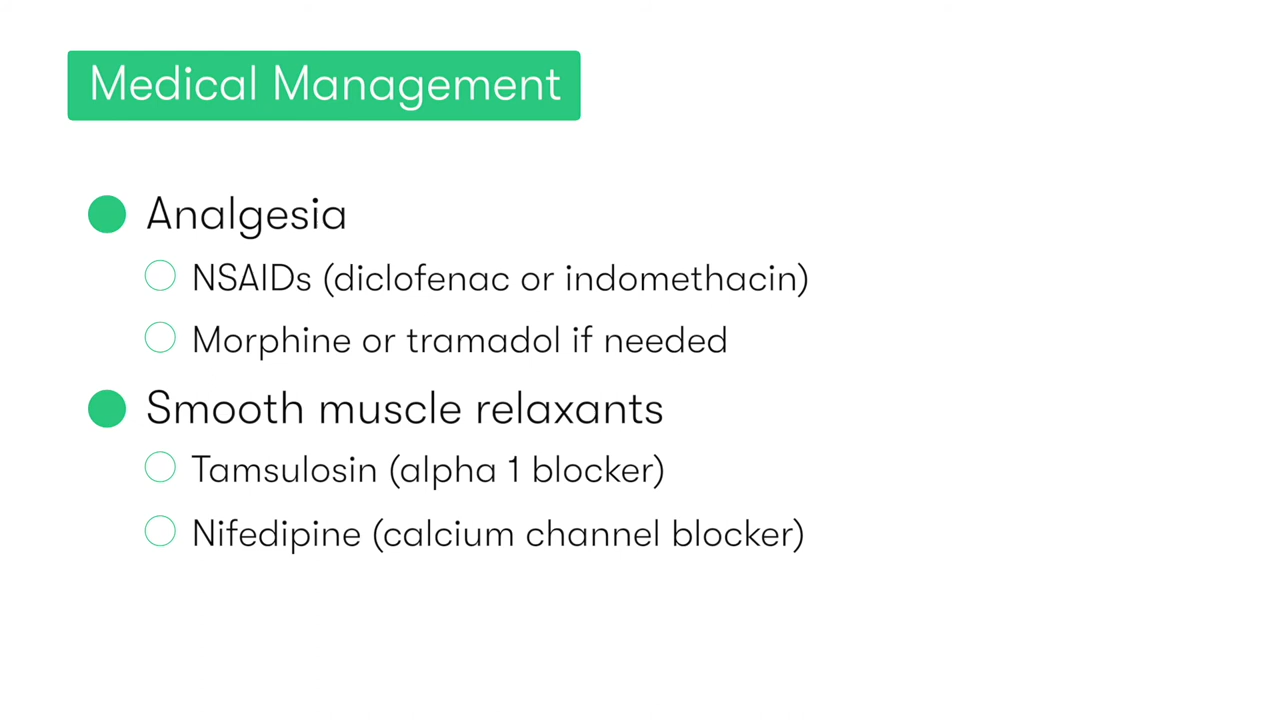 Medical Management
Analgesia
NSAIDs (diclofenac or indomethacin)
Morphine or tramadol if needed
Smooth muscle relaxants
Tamsulosin (alpha 1 blocker)
Nifedipine (calcium channel blocker)